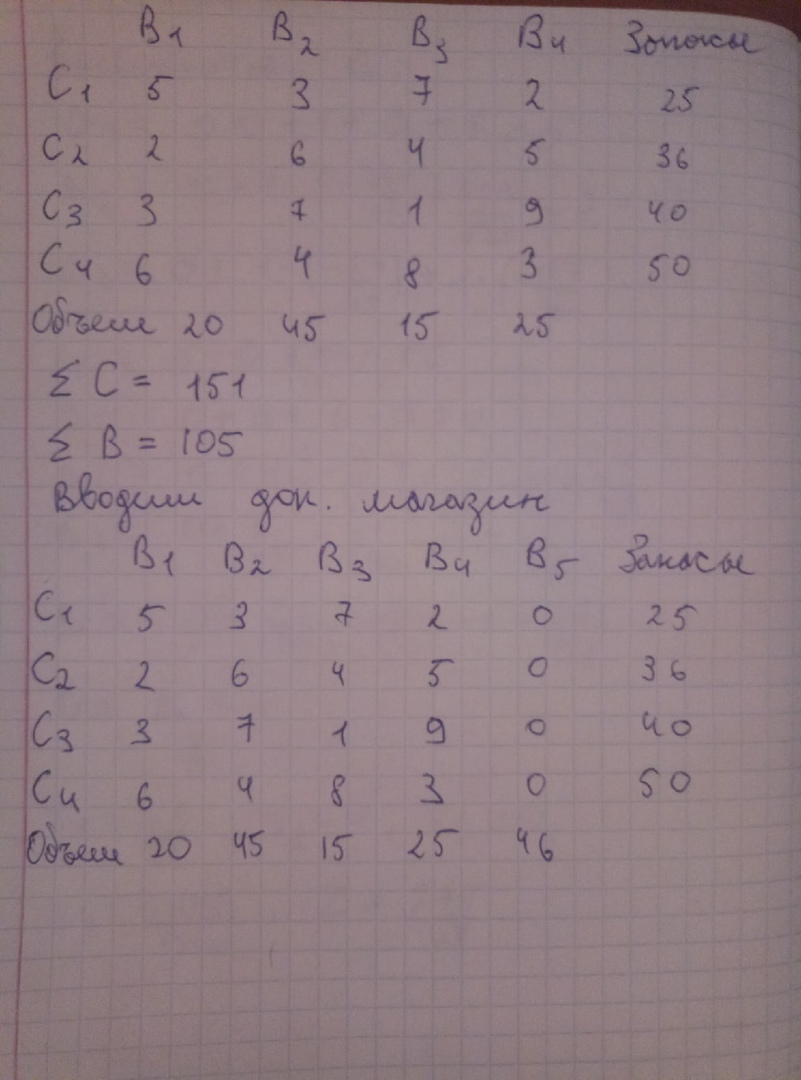 B1 B2 B3 B4 Запасы
C1 5 3 7 2 25
C2 2 6 4 5 36
C3 3 7 1 9 40
C4 6 4 8 3 50
Объем 20 45 15 25
Σ C = 151
Σ B = 105
Вводим доп. магазин
B1 B2 B3 B4 B5 Запасы
C1 5 3 7 2 0 25
C2 2 6 4 5 0 36
C3 3 7 1 9 0 40
C4 6 4 8 3 0 50
Объем 20 45 15 25 46